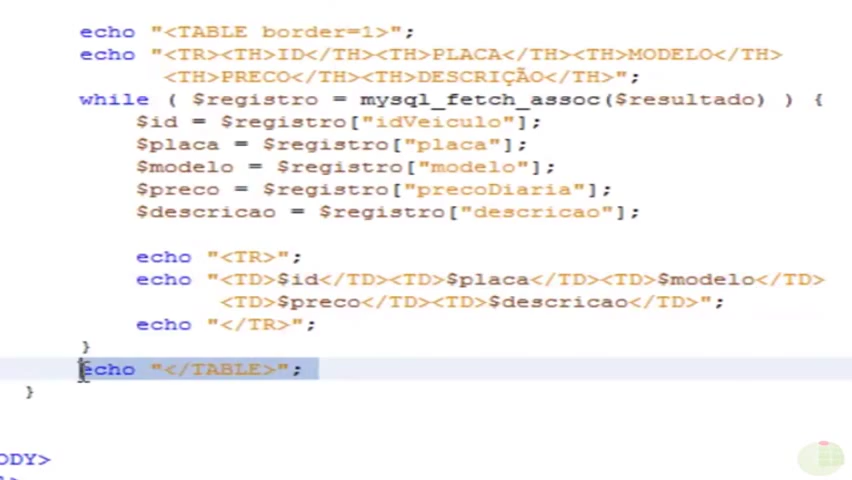 echo "<TABLE border=1>";
echo "<TR><TH>ID</TH><TH>PLACA</TH><TH>MODELO</TH>
<TH>PRECO</TH><TH>DESCRIÇÃO</TH>";
while ( $registro = mysql_fetch_assoc($resultado) ) {
$id = $registro["idVeiculo"];
$placa = $registro["placa"];
$modelo = $registro["modelo"];
$preco = $registro["precoDiaria"];
$descricao = $registro["descricao"];
echo "<TR>";
echo "<TD>$id</TD><TD>$placa</TD><TD>$modelo</TD>
<TD>$preco</TD><TD>$descricao</TD>";
echo "</TR>";
}
echo "</TABLE>";
}
ODY>